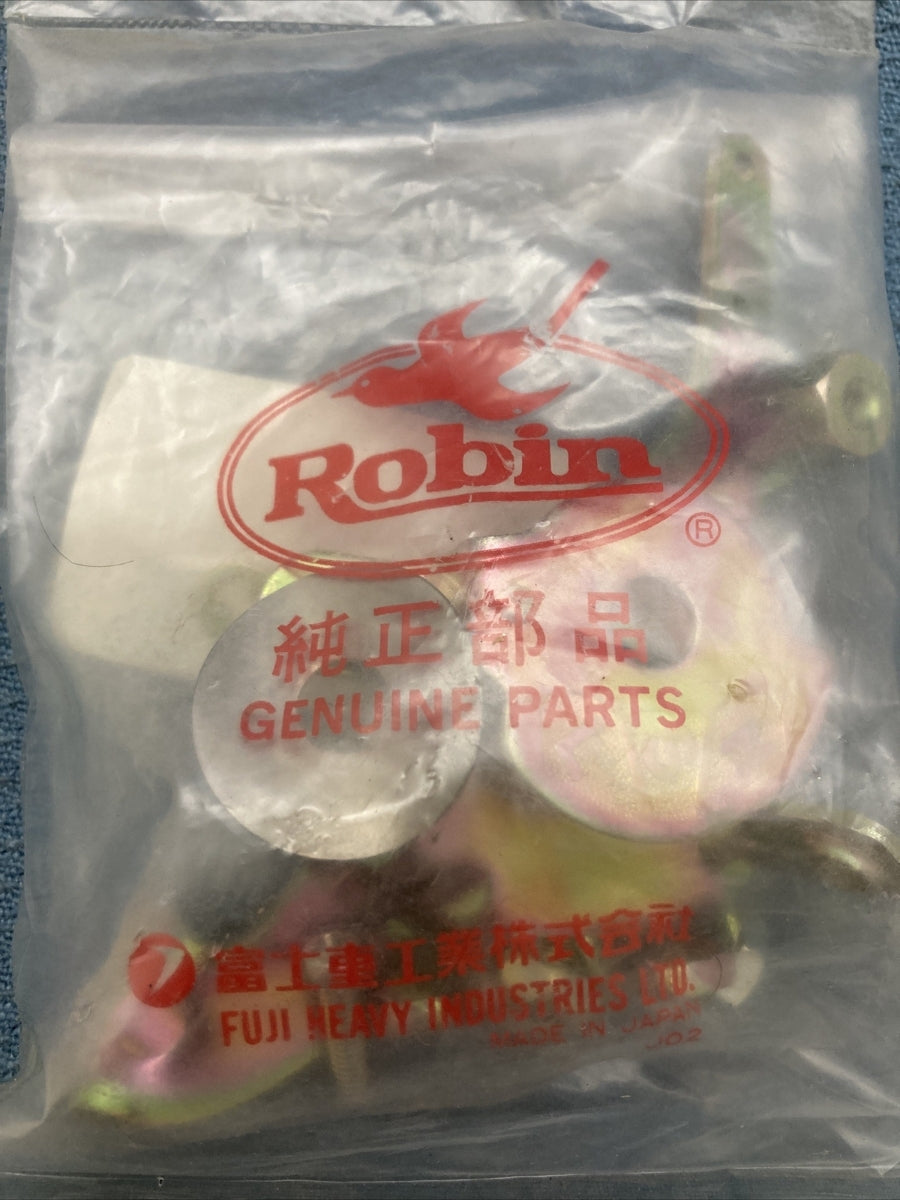 Robin
®
純正部品
GENUINE PARTS
富士重工業株式会社
FUJI HEAVY INDUSTRIES LTD.
MADE IN JAPAN
J02